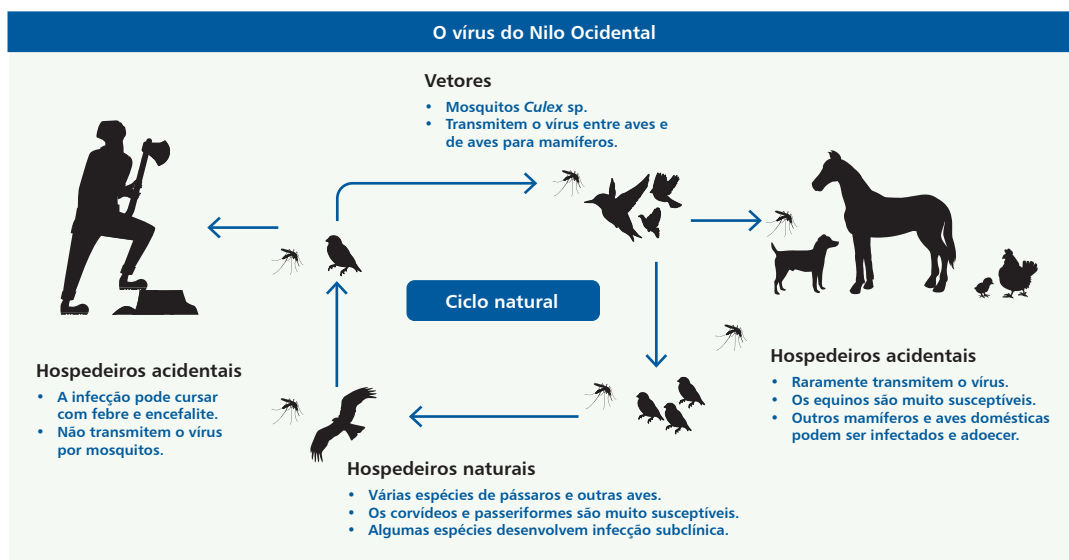 O vírus do Nilo Ocidental
Vetores
• Mosquitos Culex sp.
• Transmitem o vírus entre aves e
de aves para mamíferos.
Ciclo natural
Hospedeiros acidentais
• A infecção pode cursar
com febre e encefalite.
• Não transmitem o vírus
por mosquitos.
Hospedeiros acidentais
• Raramente transmitem o vírus.
• Os equinos são muito susceptíveis.
• Outros mamíferos e aves domésticas
podem ser infectados e adoecer.
Hospedeiros naturais
• Várias espécies de pássaros e outras aves.
• Os corvídeos e passeriformes são muito susceptíveis.
• Algumas espécies desenvolvem infecção subclínica.